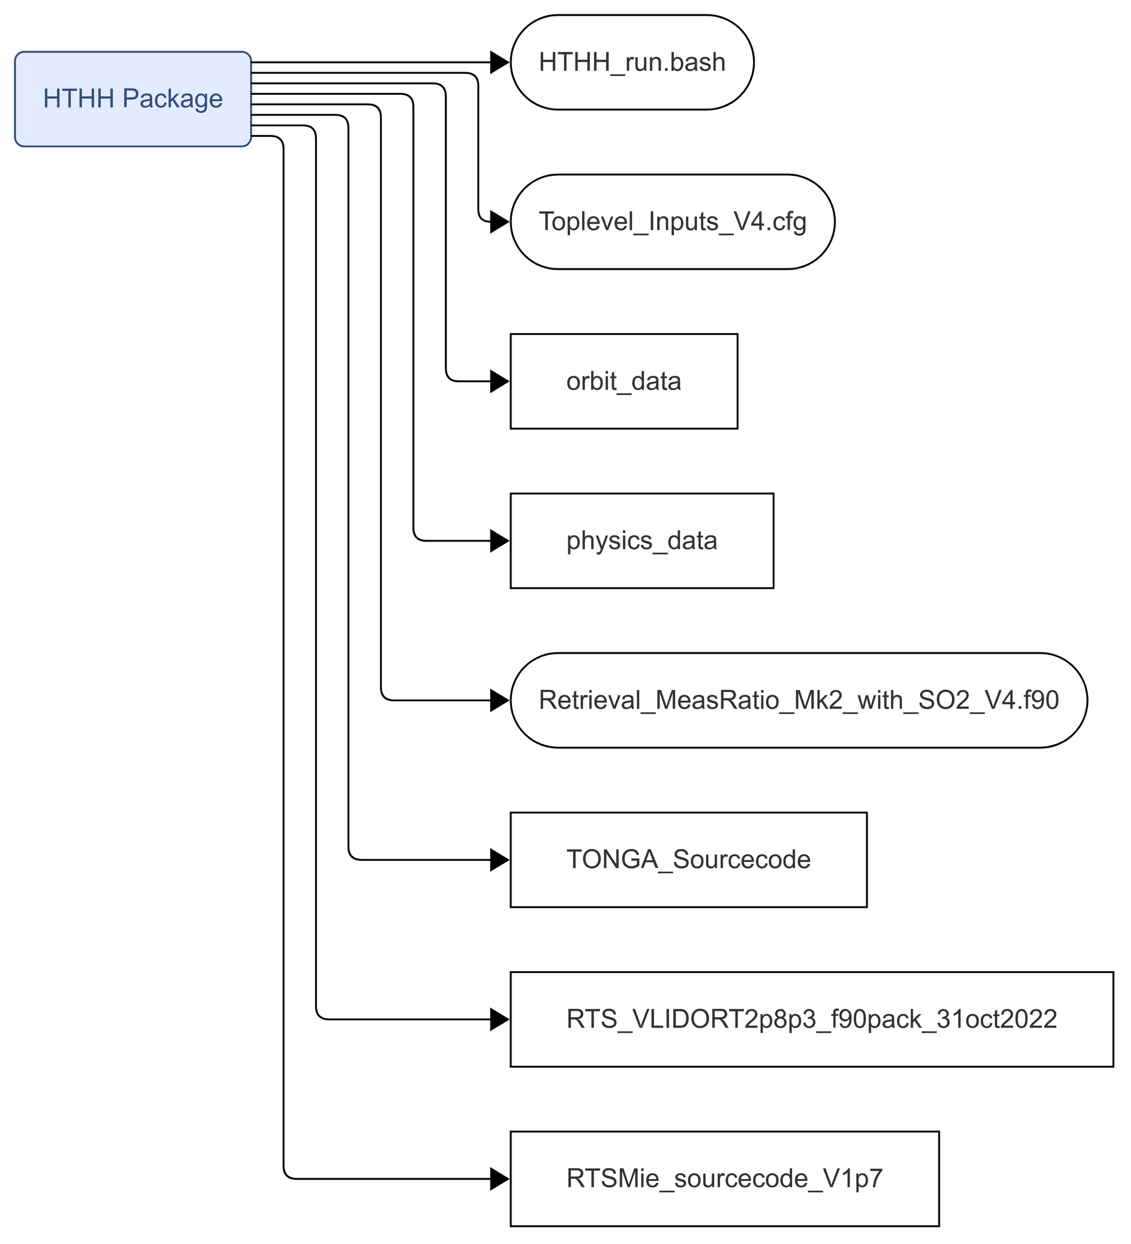 HTHH Package
HTHH_run.bash
Toplevel_Inputs_V4.cfg
orbit_data
physics_data
Retrieval_MeasRatio_Mk2_with_SO2_V4.f90
TONGA_Sourcecode
RTS_VLIDORT2p8p3_f90pack_31oct2022
RTSMie_sourcecode_V1p7